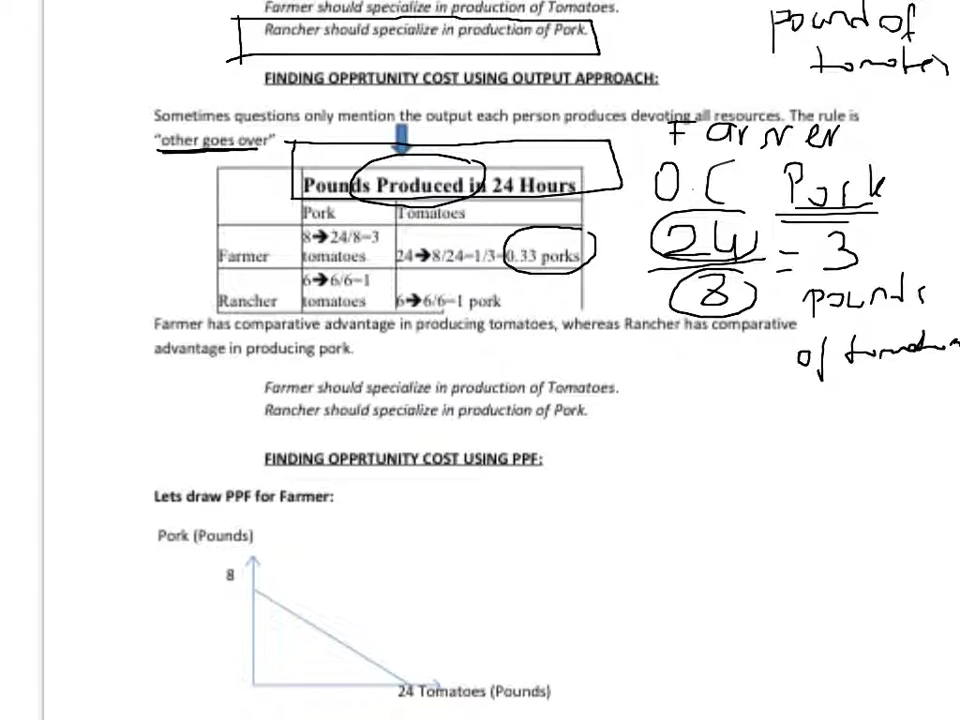 Farmer should specialize in production of Tomatoes.
Rancher should specialize in production of Pork.
pound of
tomatoes
FINDING OPPRTUNITY COST USING OUTPUT APPROACH:
Sometimes questions only mention the output each person produces devoting all resources. The rule is
"other goes over"
Farmer
O.C Pork
24
8
= 3
pounds
of tomatoes
Pounds Produced in 24 Hours
Pork Tomatoes
Farmer 8➔24/8=3 tomatoes 24➔8/24=1/3=0.33 porks
Rancher 6➔6/6=1 tomatoes 6➔6/6=1 pork
Farmer has comparative advantage in producing tomatoes, whereas Rancher has comparative
advantage in producing pork.
Farmer should specialize in production of Tomatoes.
Rancher should specialize in production of Pork.
FINDING OPPRTUNITY COST USING PPF:
Lets draw PPF for Farmer:
Pork (Pounds)
8
24 Tomatoes (Pounds)